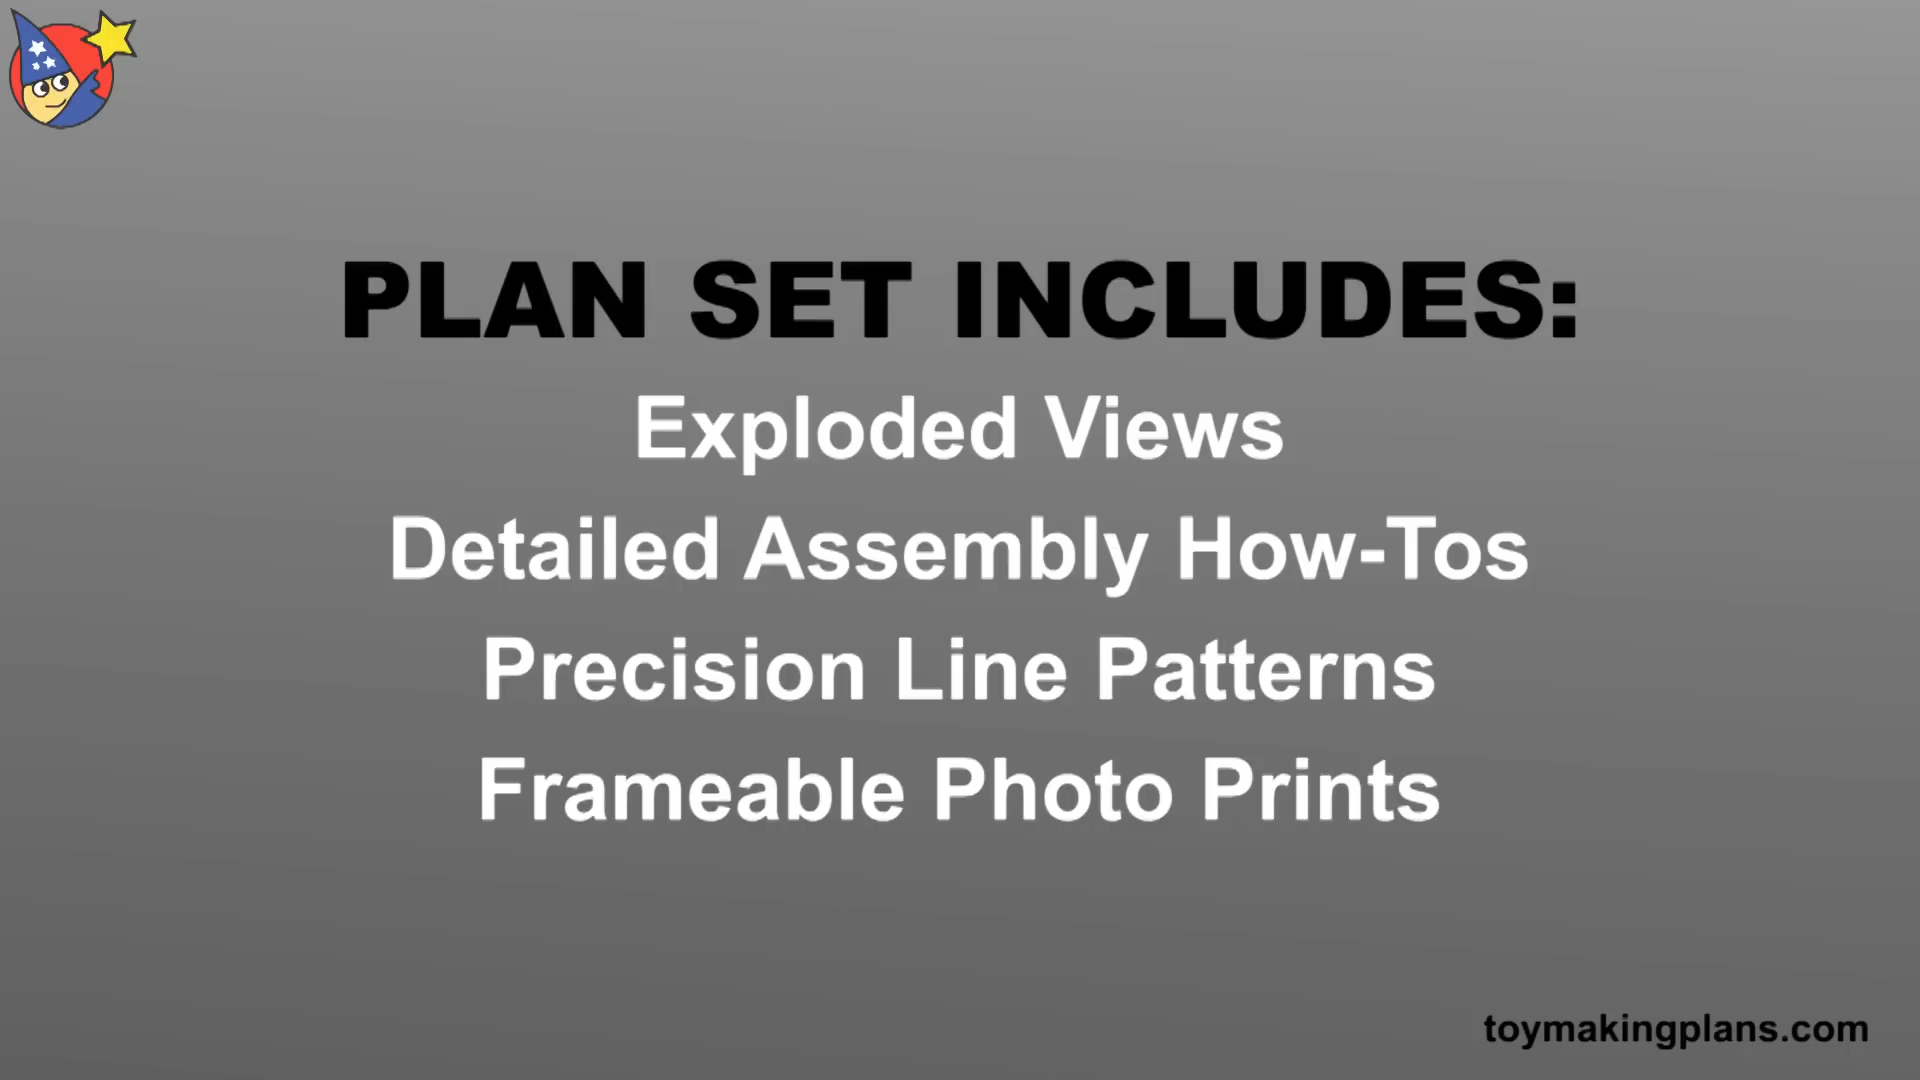 PLAN SET INCLUDES:
Exploded Views
Detailed Assembly How-Tos
Precision Line Patterns
Frameable Photo Prints
toymakingplans.com